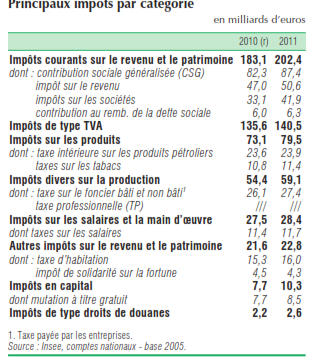 Principaux impôts par catégorie
en milliards d'euros
2010 (r) 2011
Impôts courants sur le revenu et le patrimoine 183,1 202,4
dont : contribution sociale généralisée (CSG) 82,3 87,4
impôt sur le revenu 47,0 50,6
impôts sur les sociétés 33,1 41,9
contribution au remb. de la dette sociale 6,0 6,3
Impôts de type TVA 135,6 140,5
Impôts sur les produits 73,1 79,5
dont : taxe intérieure sur les produits pétroliers 23,6 23,9
taxes sur les tabacs 10,8 11,4
Impôts divers sur la production 54,4 59,1
dont : taxe sur le foncier bâti et non bâti¹ 26,1 27,4
taxe professionnelle (TP) /// ///
Impôts sur les salaires et la main d'œuvre 27,5 28,4
dont taxes sur les salaires 11,4 11,7
Autres impôts sur le revenu et le patrimoine 21,6 22,8
dont : taxe d'habitation 15,3 16,0
impôt de solidarité sur la fortune 4,5 4,3
Impôts en capital 7,7 10,3
dont mutation à titre gratuit 7,7 8,5
Impôts de type droits de douanes 2,2 2,6
1. Taxe payée par les entreprises.
Source : Insee, comptes nationaux - base 2005.